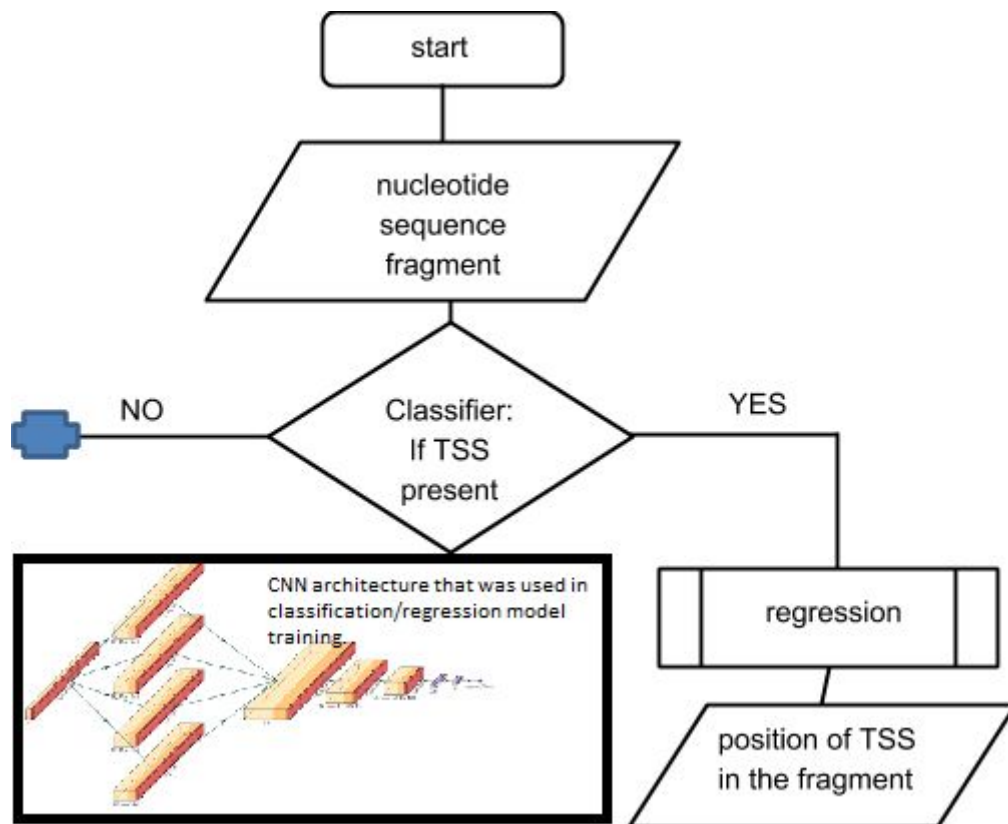 start
nucleotide
sequence
fragment
NO
Classifier:
If TSS
present
YES
CNN architecture that was used in
classification/regression model
training.
regression
position of TSS
in the fragment